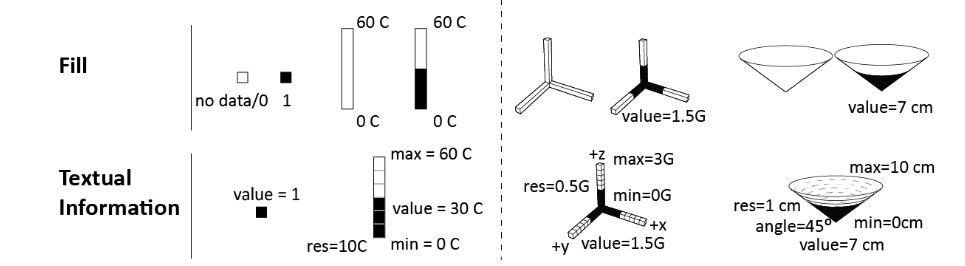 Fill
no data/0 1
60 C
0 C
60 C
0 C
value=1.5G
value=7 cm
Textual
Information
value = 1
max = 60 C
value = 30 C
res=10C
min = 0 C
+z
max=3G
res=0.5G
min=0G
+x
+y
value=1.5G
max=10 cm
res=1 cm
angle=45°
min=0cm
value=7 cm